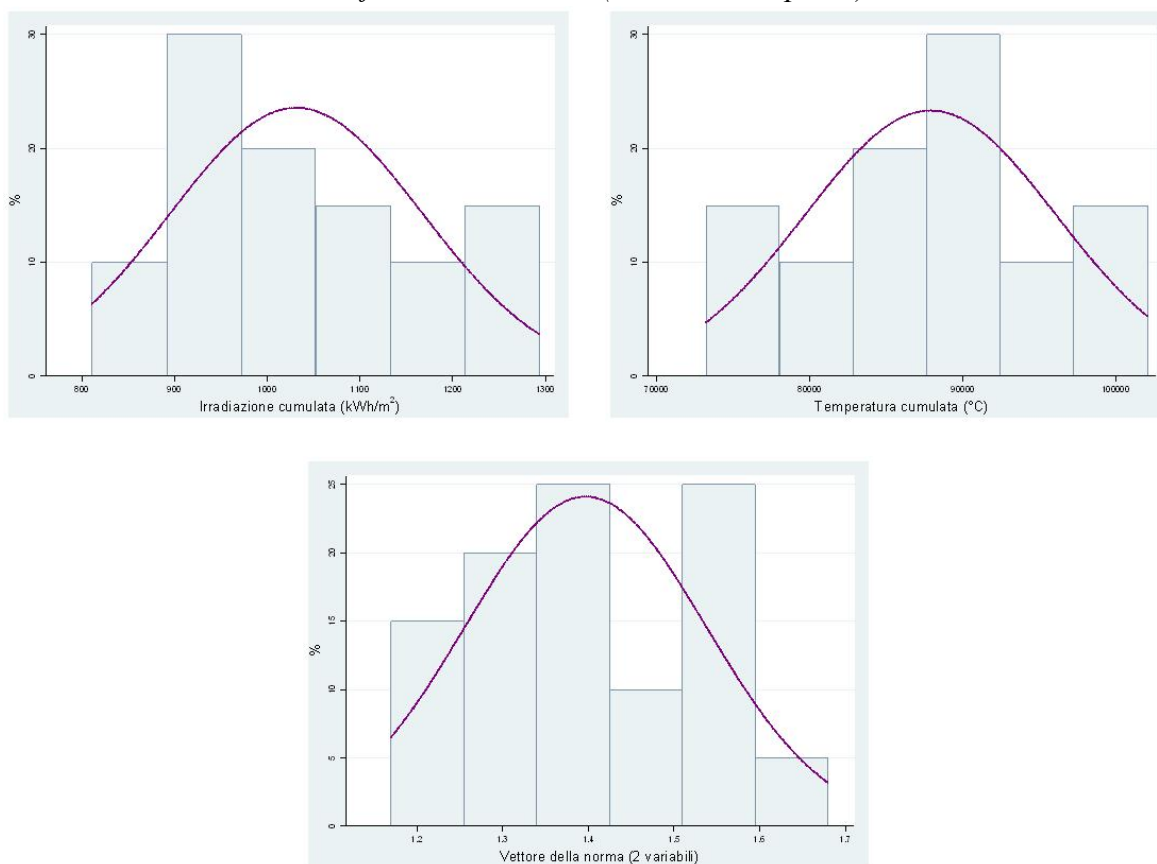 30
20
%
10
0
800 900 1000 1100 1200 1300
Irradiazione cumulata (kWh/m²)
30
20
%
10
0
70000 80000 90000 100000
Temperatura cumulata (°C)
25
20
15
%
10
5
0
1.2 1.3 1.4 1.5 1.6 1.7
Vettore della norma (2 variabili)